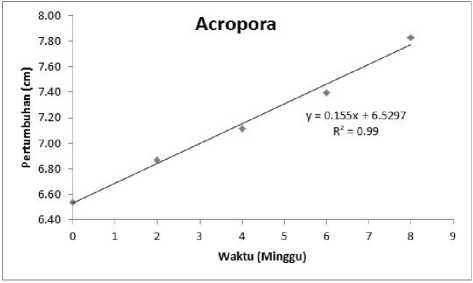 Acropora
8.00
7.80
7.60
7.40
7.20
7.00
6.80
6.60
6.40
Pertumbuhan (cm)
y = 0.155x + 6.5297
R² = 0.99
0 1 2 3 4 5 6 7 8 9
Waktu (Minggu)